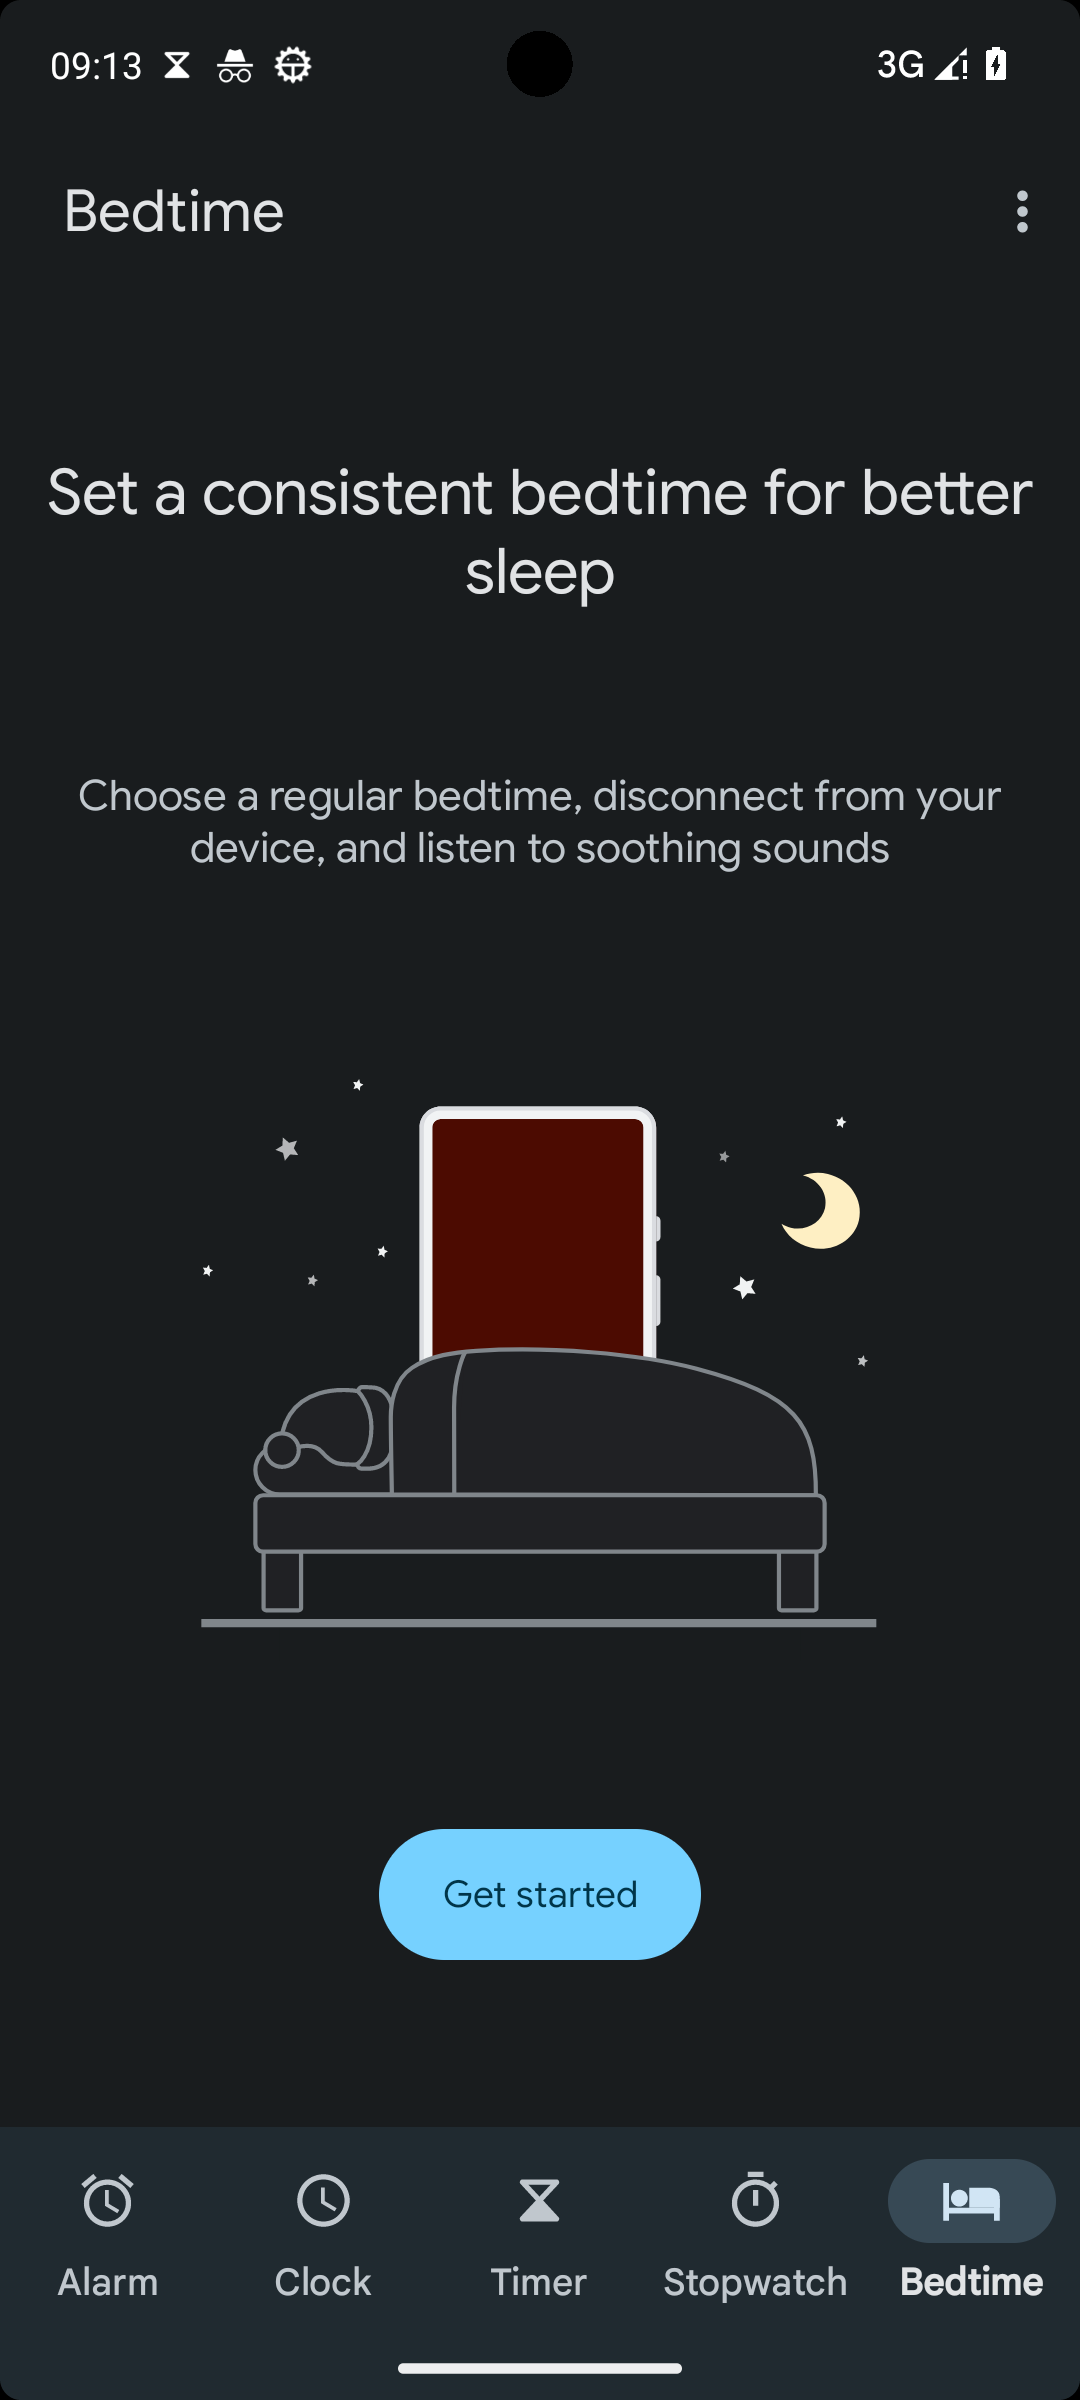 09:13
3G
Bedtime
Set a consistent bedtime for better
sleep
Choose a regular bedtime, disconnect from your
device, and listen to soothing sounds
Get started
Alarm
Clock
Timer
Stopwatch
Bedtime